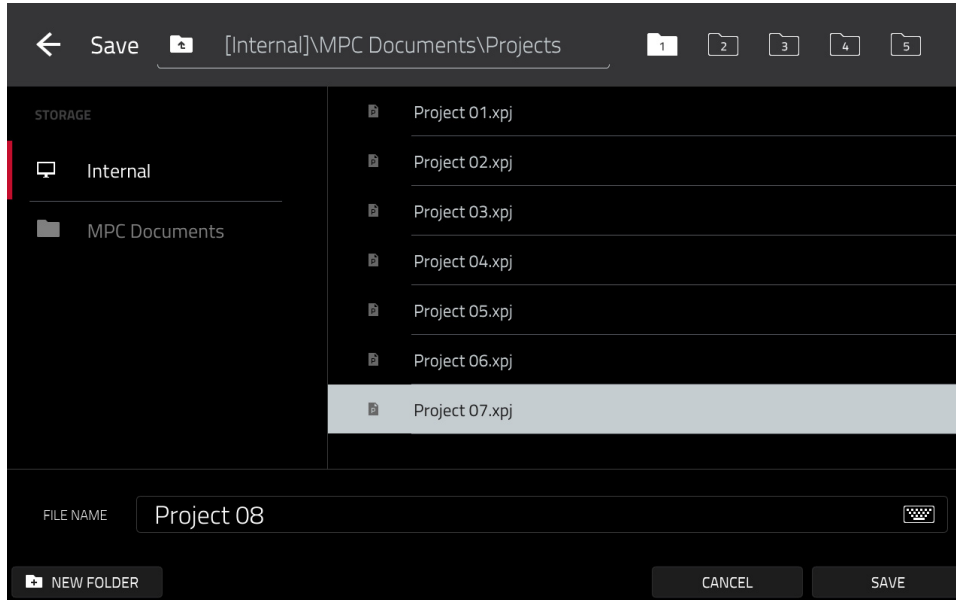 Save [Internal]\MPC Documents\Projects 1 2 3 4 5
STORAGE
Internal
MPC Documents
Project 01.xpj
Project 02.xpj
Project 03.xpj
Project 04.xpj
Project 05.xpj
Project 06.xpj
Project 07.xpj
FILE NAME Project 08
NEW FOLDER CANCEL SAVE